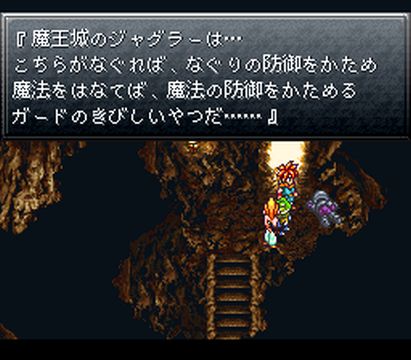 『魔王城のジャグラーは…
こちらがなぐれば、なぐりの防御をかため
魔法をはなてば、魔法の防御をかためる
ガードのきびしいやつだ……』